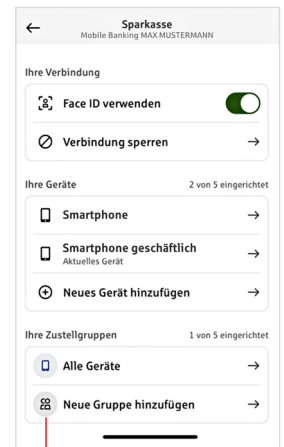 Sparkasse
Mobile Banking MAX MUSTERMANN
Ihre Verbindung
Face ID verwenden
Verbindung sperren
Ihre Geräte 2 von 5 eingerichtet
Smartphone
Smartphone geschäftlich
Aktuelles Gerät
Neues Gerät hinzufügen
Ihre Zustellgruppen 1 von 5 eingerichtet
Alle Geräte
Neue Gruppe hinzufügen